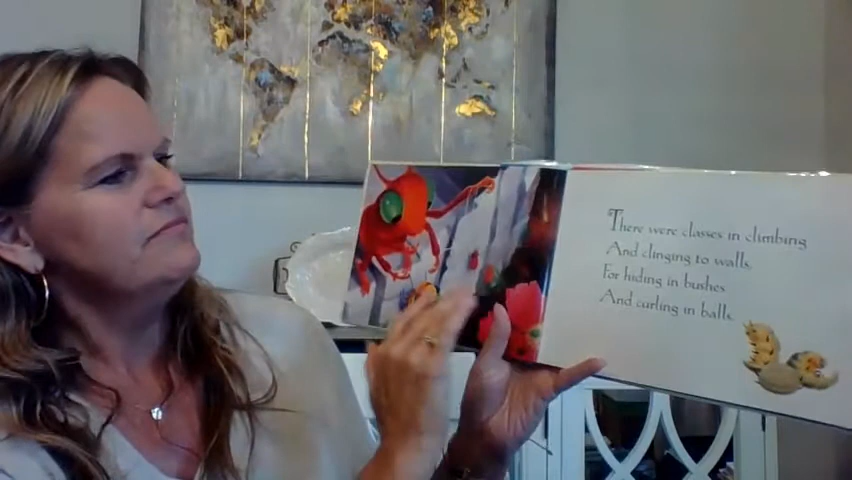 There were classes in climbing
And clinging to walls,
For hiding in bushes
And curling in balls.